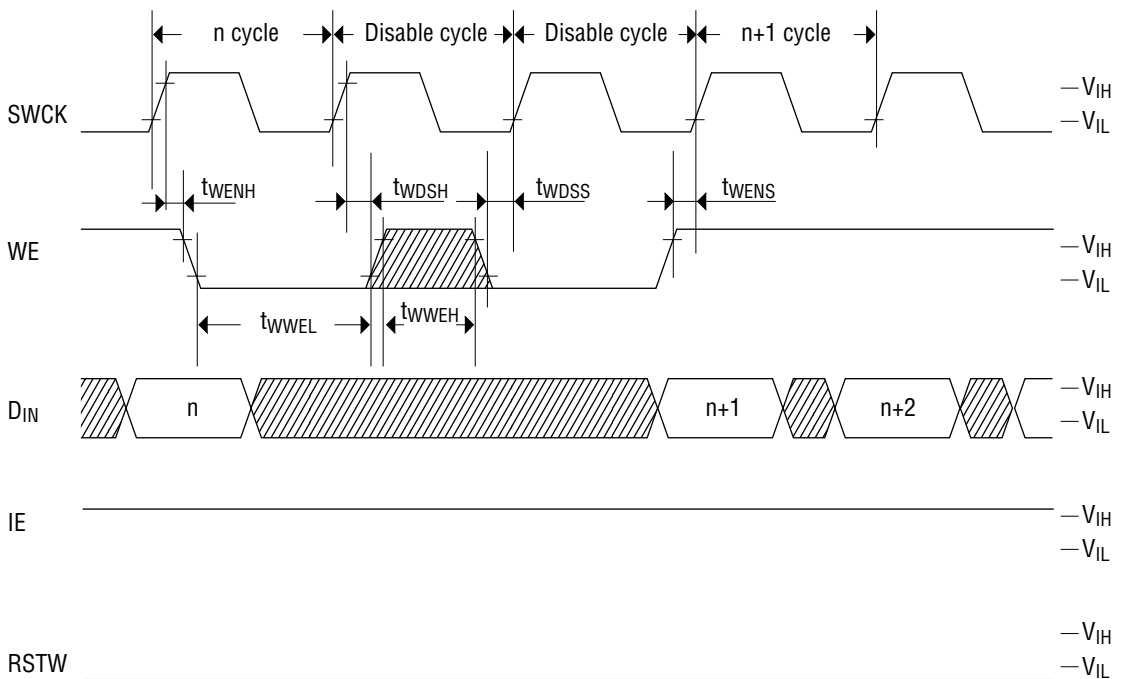 n cycle Disable cycle Disable cycle n+1 cycle
SWCK
VIH
VIL
tWENH tWDSH tWDSS tWENS
WE
VIH
VIL
tWWEL tWWEH
DIN n n+1 n+2
VIH
VIL
IE
VIH
VIL
RSTW
VIH
VIL